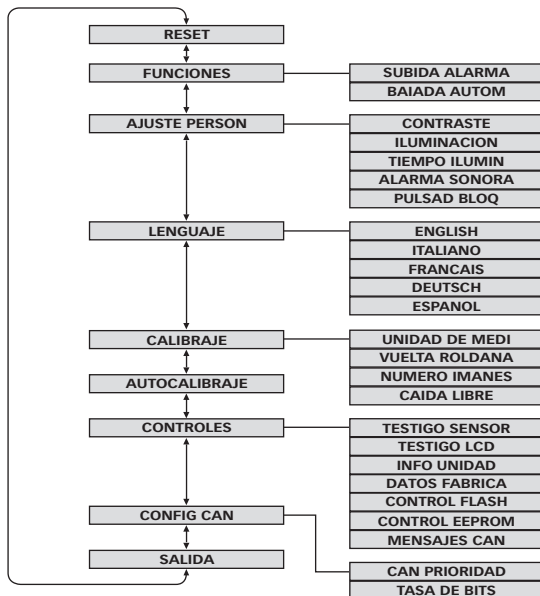 RESET
FUNCIONES
SUBIDA ALARMA
BAIADA AUTOM
AJUSTE PERSON
CONTRASTE
ILUMINACION
TIEMPO ILUMIN
ALARMA SONORA
PULSAD BLOQ
LENGUAJE
ENGLISH
ITALIANO
FRANCAIS
DEUTSCH
ESPANOL
CALIBRAJE
UNIDAD DE MEDI
VUELTA ROLDANA
NUMERO IMANES
CAIDA LIBRE
AUTOCALIBRAJE
CONTROLES
TESTIGO SENSOR
TESTIGO LCD
INFO UNIDAD
DATOS FABRICA
CONTROL FLASH
CONTROL EEPROM
MENSAJES CAN
CONFIG CAN
CAN PRIORIDAD
TASA DE BITS
SALIDA